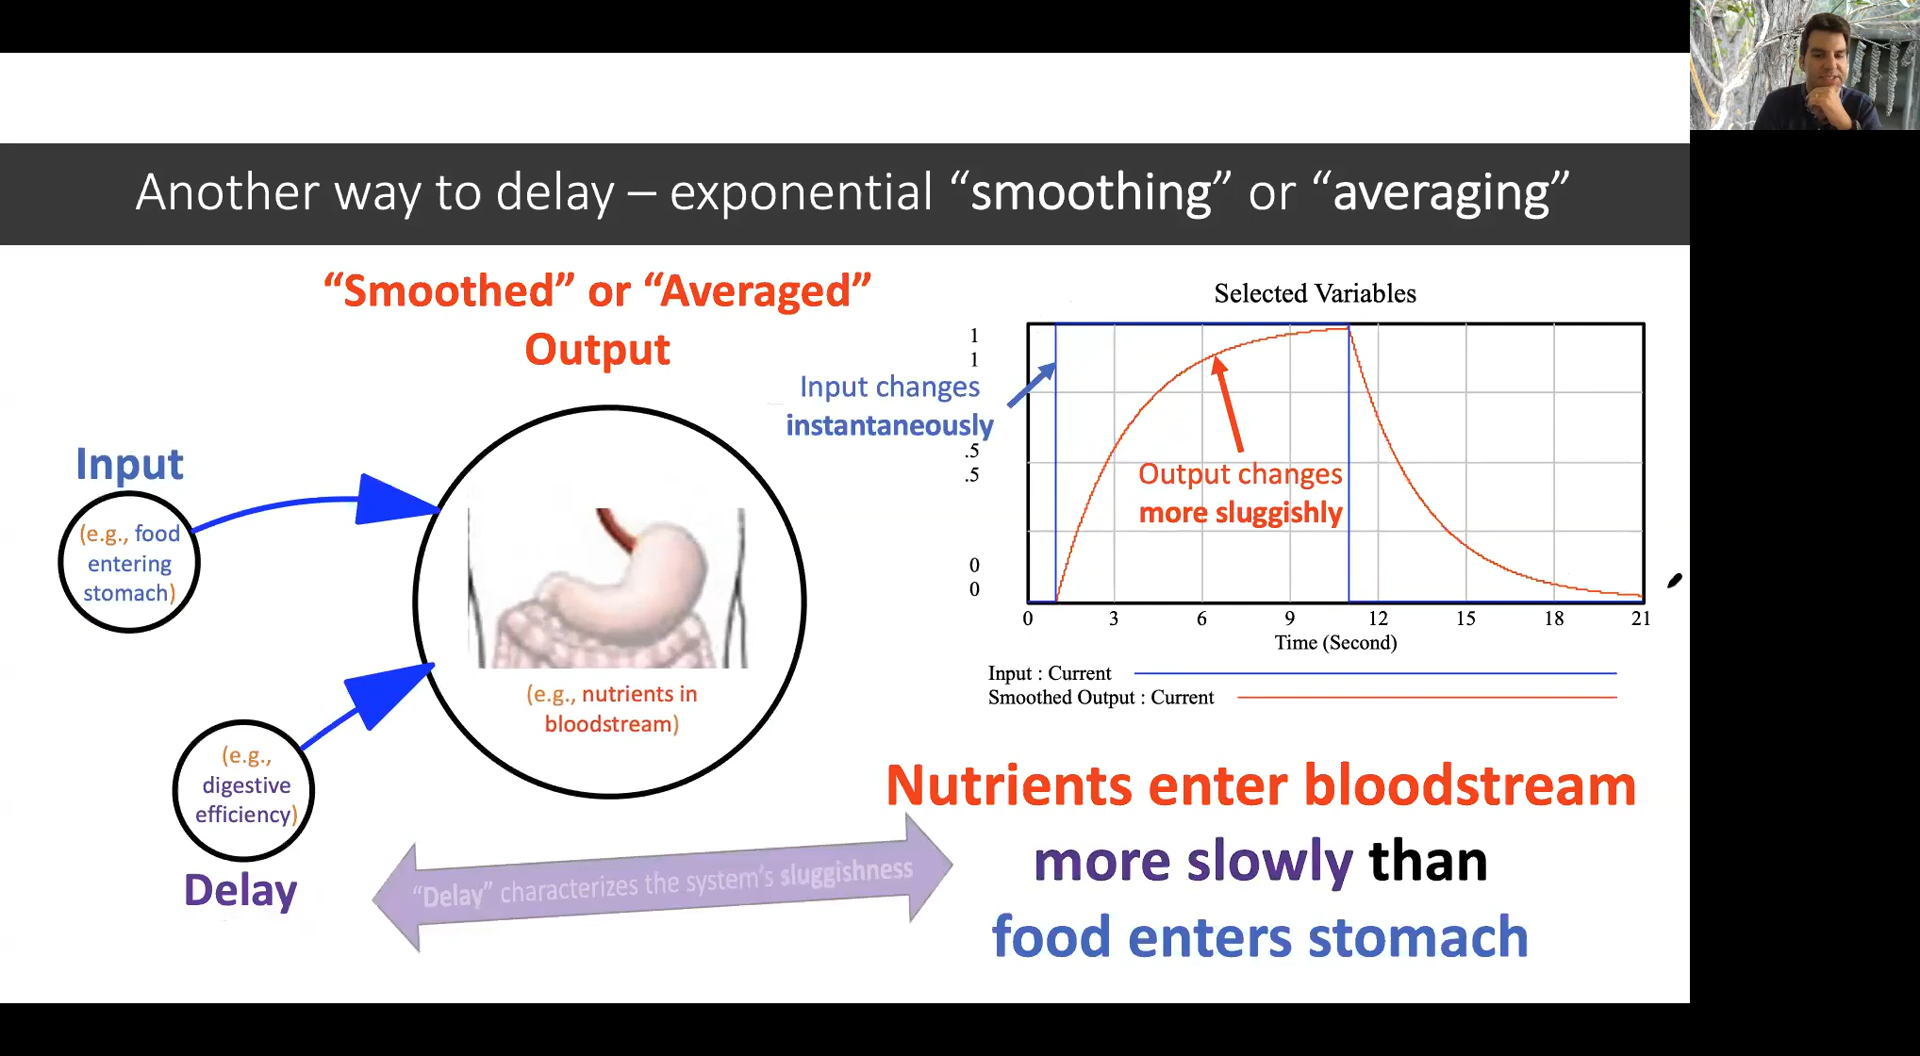 Another way to delay – exponential “smoothing” or “averaging”
“Smoothed” or “Averaged”
Output
Input
(e.g., food
entering
stomach)
(e.g., nutrients in
bloodstream)
(e.g.,
digestive
efficiency)
Delay
“Delay” characterizes the system’s sluggishness
Selected Variables
1
1
.5
.5
0
0
Input changes
instantaneously
Output changes
more sluggishly
0 3 6 9 12 15 18 21
Time (Second)
Input : Current
Smoothed Output : Current
Nutrients enter bloodstream
more slowly than
food enters stomach